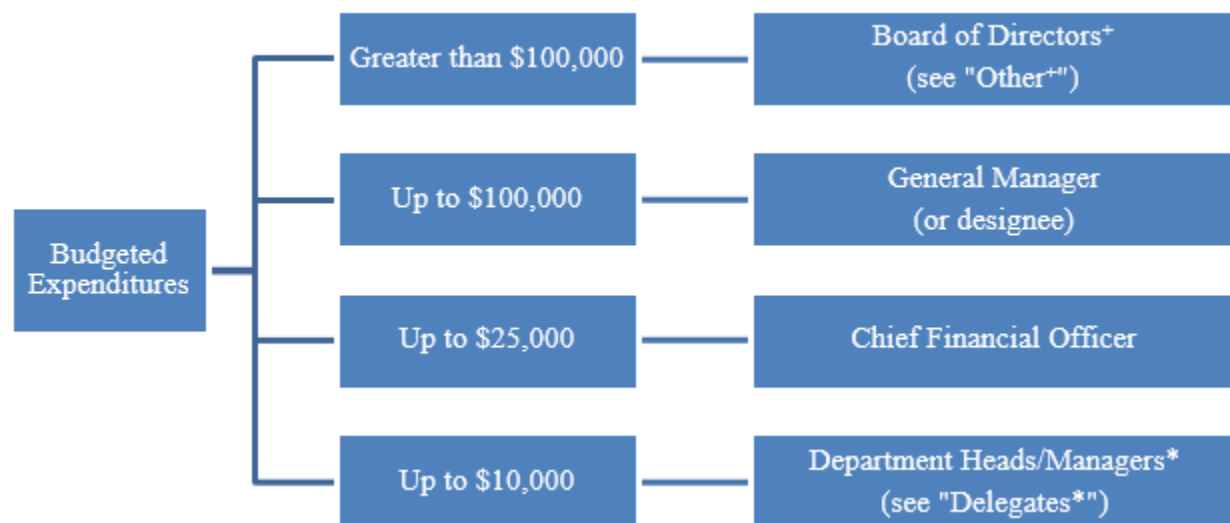 Greater than $100,000
Board of Directors⁺
(see "Other⁺")
Up to $100,000
General Manager
(or designee)
Budgeted
Expenditures
Up to $25,000
Chief Financial Officer
Up to $10,000
Department Heads/Managers*
(see "Delegates*")